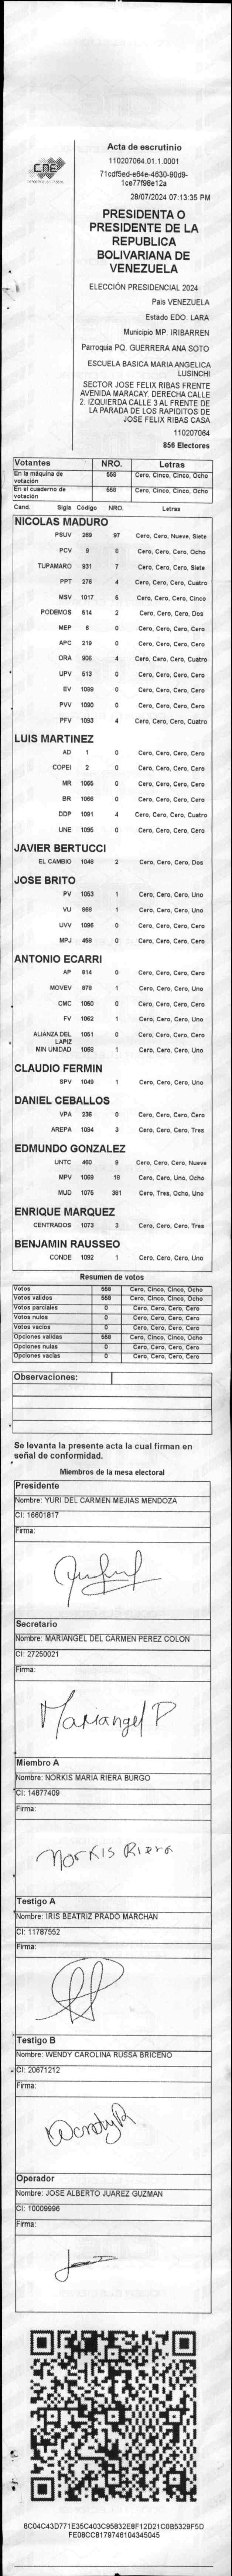 CNE
Acta de escrutinio
110207064.01.1.0001
71cdf5ed-e64e-4630-90d9-
1ce77f98e12a
28/07/2024 07:13:35 PM
PRESIDENTA O
PRESIDENTE DE LA
REPUBLICA
BOLIVARIANA DE
VENEZUELA
ELECCIÓN PRESIDENCIAL 2024
Pais VENEZUELA
Estado EDO. LARA
Municipio MP. IRIBARREN
Parroquia PQ. GUERRERA ANA SOTO
ESCUELA BASICA MARIA ANGELICA
LUSINCHI
SECTOR JOSE FELIX RIBAS FRENTE
AVENIDA MARACAY. DERECHA CALLE
2. IZQUIERDA CALLE 3 AL FRENTE DE
LA PARADA DE LOS RAPIDITOS DE
JOSE FELIX RIBAS CASA
110207064
856 Electores
Votantes NRO. Letras
En la máquina de votación 558 Cero, Cinco, Cinco, Ocho
En el cuaderno de votación 558 Cero, Cinco, Cinco, Ocho
Cand. Sigla Código NRO. Letras
NICOLAS MADURO
PSUV 269 97 Cero, Cero, Nueve, Siete
PCV 9 8 Cero, Cero, Cero, Ocho
TUPAMARO 931 7 Cero, Cero, Cero, Siete
PPT 276 4 Cero, Cero, Cero, Cuatro
MSV 1017 5 Cero, Cero, Cero, Cinco
PODEMOS 514 2 Cero, Cero, Cero, Dos
MEP 6 0 Cero, Cero, Cero, Cero
APC 219 0 Cero, Cero, Cero, Cero
ORA 906 4 Cero, Cero, Cero, Cuatro
UPV 513 0 Cero, Cero, Cero, Cero
EV 1089 0 Cero, Cero, Cero, Cero
PVV 1090 0 Cero, Cero, Cero, Cero
PFV 1093 4 Cero, Cero, Cero, Cuatro
LUIS MARTINEZ
AD 1 0 Cero, Cero, Cero, Cero
COPEI 2 0 Cero, Cero, Cero, Cero
MR 1065 0 Cero, Cero, Cero, Cero
BR 1066 0 Cero, Cero, Cero, Cero
DDP 1091 4 Cero, Cero, Cero, Cuatro
UNE 1095 0 Cero, Cero, Cero, Cero
JAVIER BERTUCCI
EL CAMBIO 1048 2 Cero, Cero, Cero, Dos
JOSE BRITO
PV 1053 1 Cero, Cero, Cero, Uno
VU 868 1 Cero, Cero, Cero, Uno
UVV 1096 0 Cero, Cero, Cero, Cero
MPJ 459 0 Cero, Cero, Cero, Cero
ANTONIO ECARRI
AP 914 0 Cero, Cero, Cero, Cero
MOVEV 978 1 Cero, Cero, Cero, Uno
CMC 1050 0 Cero, Cero, Cero, Cero
FV 1062 1 Cero, Cero, Cero, Uno
ALIANZA DEL LAPIZ 1051 0 Cero, Cero, Cero, Cero
MIN UNIDAD 1068 1 Cero, Cero, Cero, Uno
CLAUDIO FERMIN
SPV 1049 1 Cero, Cero, Cero, Uno
DANIEL CEBALLOS
VPA 236 0 Cero, Cero, Cero, Cero
AREPA 1094 3 Cero, Cero, Cero, Tres
EDMUNDO GONZALEZ
UNTC 460 9 Cero, Cero, Cero, Nueve
MPV 1069 18 Cero, Cero, Uno, Ocho
MUD 1075 381 Cero, Tres, Ocho, Uno
ENRIQUE MARQUEZ
CENTRADOS 1073 3 Cero, Cero, Cero, Tres
BENJAMIN RAUSSEO
CONDE 1092 1 Cero, Cero, Cero, Uno
Resumen de votos
Votos 558 Cero, Cinco, Cinco, Ocho
Votos validos 558 Cero, Cinco, Cinco, Ocho
Votos parciales 0 Cero, Cero, Cero, Cero
Votos nulos 0 Cero, Cero, Cero, Cero
Votos vacios 0 Cero, Cero, Cero, Cero
Opciones validas 558 Cero, Cinco, Cinco, Ocho
Opciones nulas 0 Cero, Cero, Cero, Cero
Opciones vacias 0 Cero, Cero, Cero, Cero
Observaciones:
Se levanta la presente acta la cual firman en
señal de conformidad.
Miembros de la mesa electoral
Presidente
Nombre: YURI DEL CARMEN MEJIAS MENDOZA
CI: 16601817
Firma:
Secretario
Nombre: MARIANGEL DEL CARMEN PEREZ COLON
CI: 27250021
Firma:
Mariangel P
Miembro A
Nombre: NORKIS MARIA RIERA BURGO
CI: 14877409
Firma:
Norkis Riera
Testigo A
Nombre: IRIS BEATRIZ PRADO MARCHAN
CI: 11787552
Firma:
Testigo B
Nombre: WENDY CAROLINA RUSSA BRICEÑO
CI: 20671212
Firma:
WendyR
Operador
Nombre: JOSE ALBERTO JUAREZ GUZMAN
CI: 10009996
Firma:
8C04C43D771E35C403C95832E8F12D21C0B5329F5D
FE08CC8179746104345045